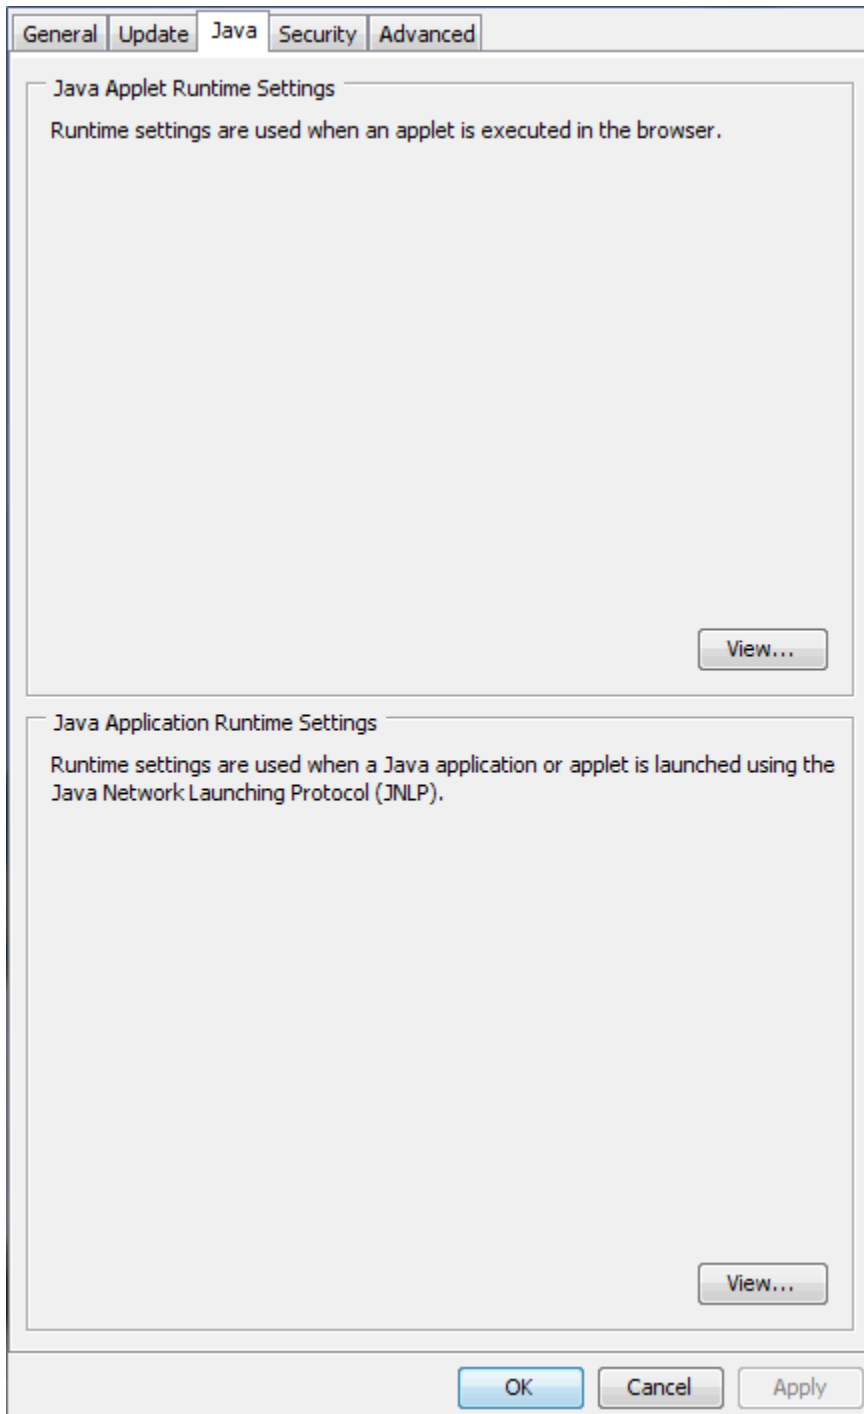 General Update Java Security Advanced
Java Applet Runtime Settings
Runtime settings are used when an applet is executed in the browser.
View...
Java Application Runtime Settings
Runtime settings are used when a Java application or applet is launched using the
Java Network Launching Protocol (JNLP).
View...
OK Cancel Apply